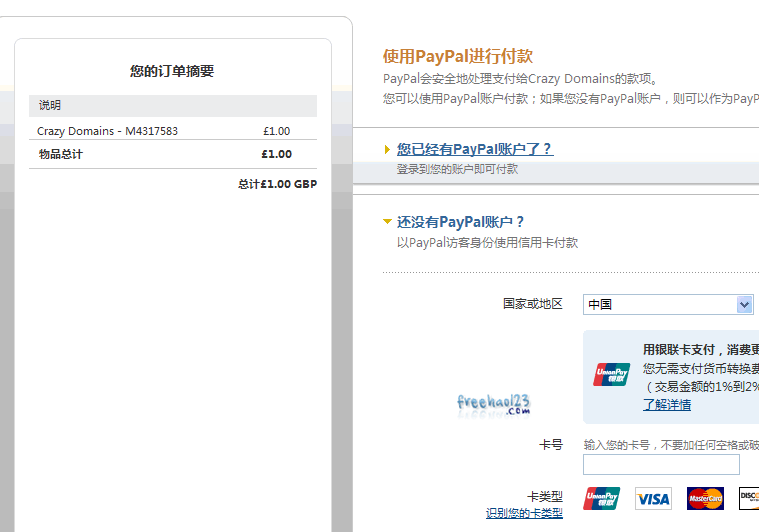 您的订单摘要
说明
Crazy Domains - M4317583 £1.00
物品总计 £1.00
总计£1.00 GBP
使用PayPal进行付款
PayPal会安全地处理支付给Crazy Domains的款项。
您可以使用PayPal账户付款；如果您没有PayPal账户，则可以作为PayP
您已经有PayPal账户了？
登录到您的账户即可付款
还没有PayPal账户？
以PayPal访客身份使用信用卡付款
国家或地区 中国
用银联卡支付，消费更
UnionPay 银联
您无需支付货币转换费
（交易金额的1%到2%
了解详情
freehao123
.com
卡号 输入您的卡号，不要加任何空格或破
卡类型 UnionPay 银联 VISA MasterCard DISCO
识别您的卡类型